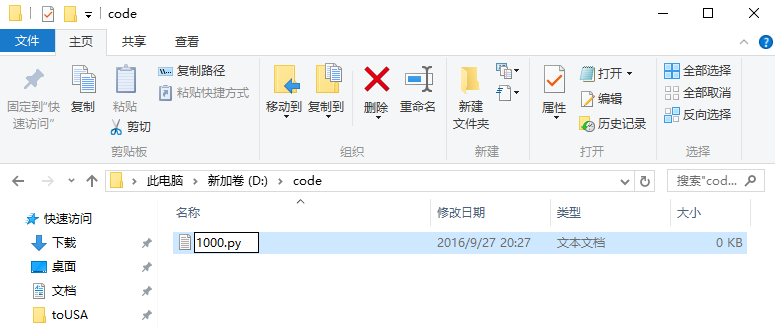 code
文件 主页 共享 查看
固定到"快速访问" 复制 粘贴 复制路径 粘贴快捷方式 剪切 移动到 复制到 删除 重命名 新建文件夹 属性 打开 编辑 历史记录 全部选择 全部取消 反向选择
剪贴板 组织 新建 打开 选择
此电脑 新加卷 (D:) code 搜索"cod...
快速访问 名称 修改日期 类型 大小
下载 1000.py 2016/9/27 20:27 文本文档 0 KB
桌面
文档
toUSA